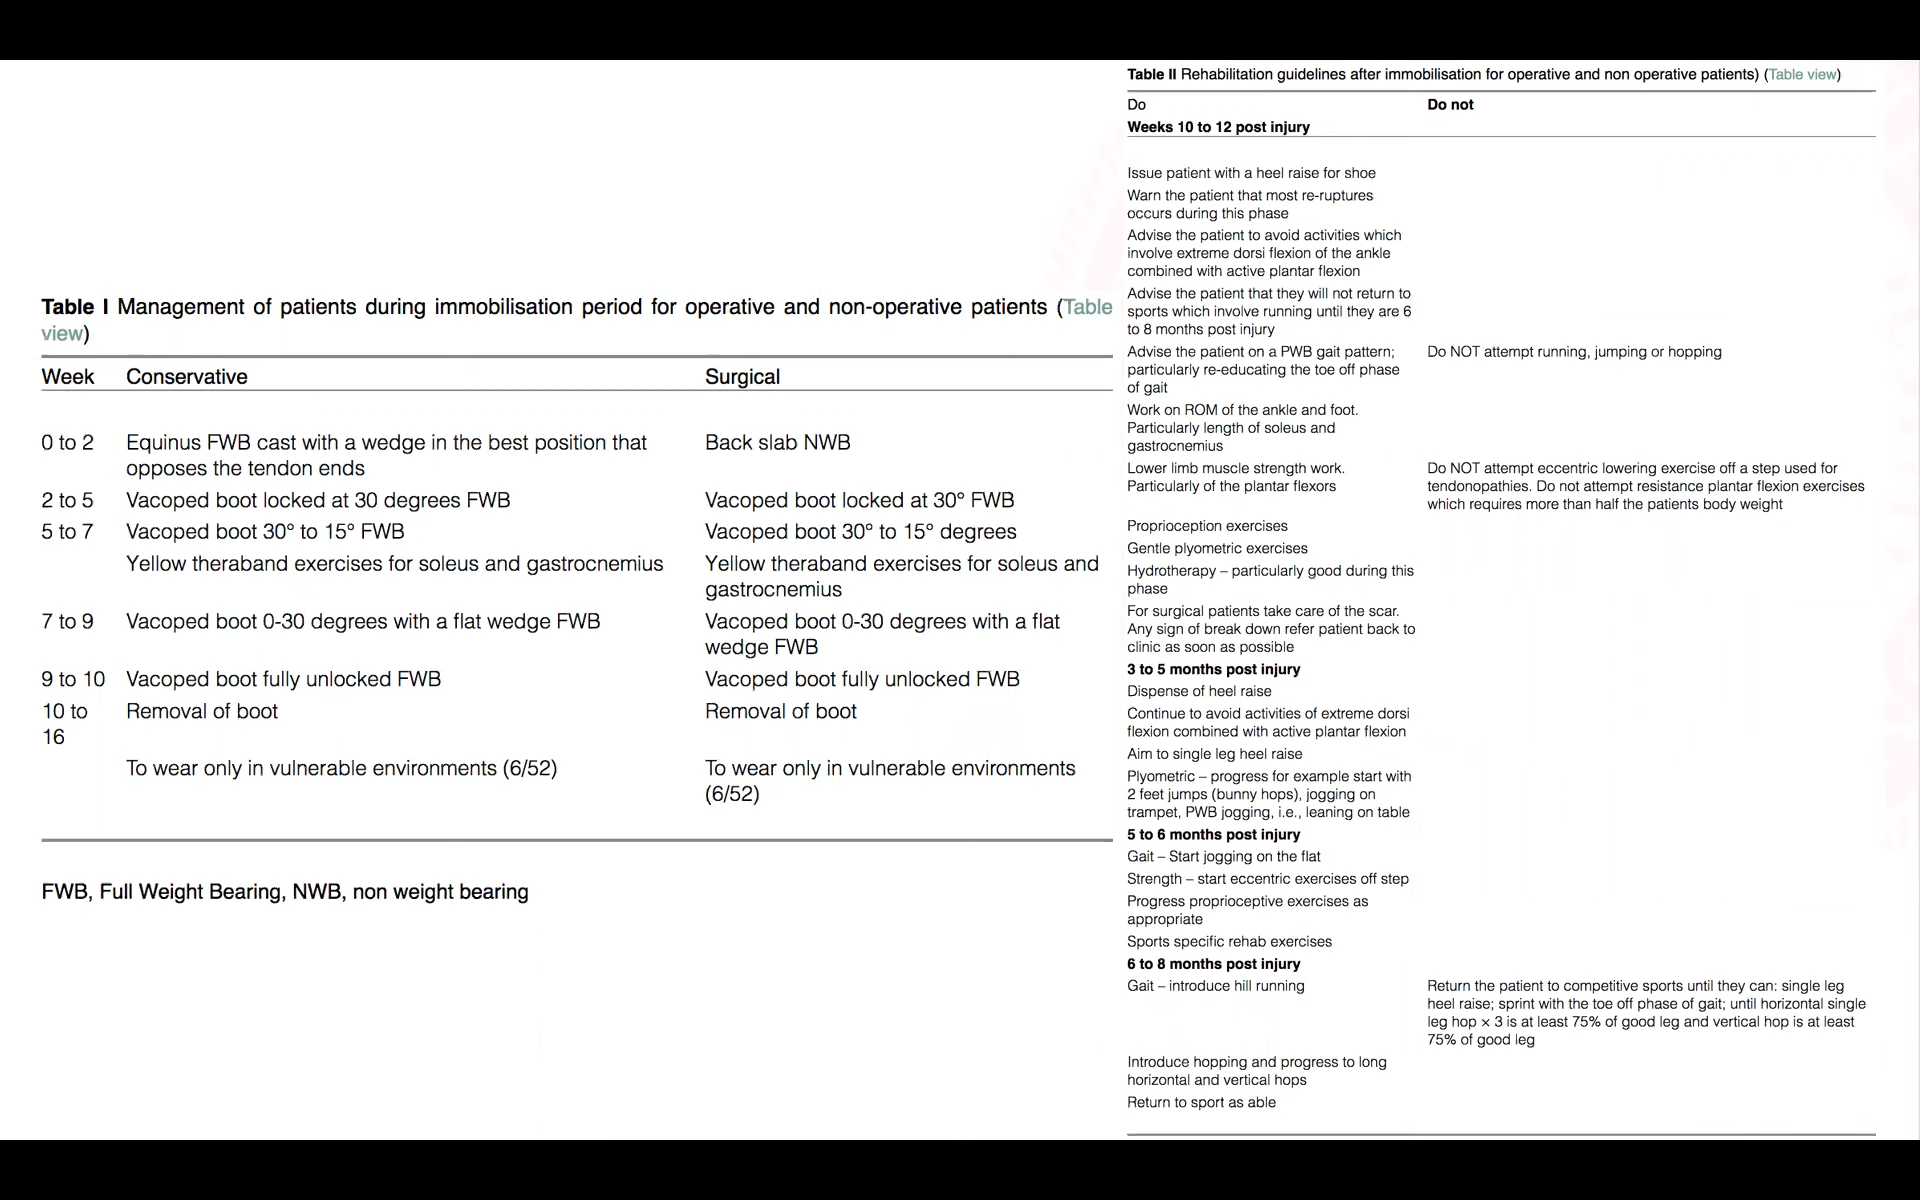 Table I Management of patients during immobilisation period for operative and non-operative patients (Table
view)
Week Conservative Surgical
0 to 2 Equinus FWB cast with a wedge in the best position that Back slab NWB
opposes the tendon ends
2 to 5 Vacoped boot locked at 30 degrees FWB Vacoped boot locked at 30° FWB
5 to 7 Vacoped boot 30° to 15° FWB Vacoped boot 30° to 15° degrees
Yellow theraband exercises for soleus and gastrocnemius Yellow theraband exercises for soleus and
gastrocnemius
7 to 9 Vacoped boot 0-30 degrees with a flat wedge FWB Vacoped boot 0-30 degrees with a flat
wedge FWB
9 to 10 Vacoped boot fully unlocked FWB Vacoped boot fully unlocked FWB
10 to Removal of boot Removal of boot
16
To wear only in vulnerable environments (6/52) To wear only in vulnerable environments
(6/52)
FWB, Full Weight Bearing, NWB, non weight bearing
Table II Rehabilitation guidelines after immobilisation for operative and non operative patients) (Table view)
Do Do not
Weeks 10 to 12 post injury
Issue patient with a heel raise for shoe
Warn the patient that most re-ruptures
occurs during this phase
Advise the patient to avoid activities which
involve extreme dorsi flexion of the ankle
combined with active plantar flexion
Advise the patient that they will not return to
sports which involve running until they are 6
to 8 months post injury
Advise the patient on a PWB gait pattern; Do NOT attempt running, jumping or hopping
particularly re-educating the toe off phase
of gait
Work on ROM of the ankle and foot.
Particularly length of soleus and
gastrocnemius
Lower limb muscle strength work. Do NOT attempt eccentric lowering exercise off a step used for
Particularly of the plantar flexors tendonopathies. Do not attempt resistance plantar flexion exercises
which requires more than half the patients body weight
Proprioception exercises
Gentle plyometric exercises
Hydrotherapy – particularly good during this
phase
For surgical patients take care of the scar.
Any sign of break down refer patient back to
clinic as soon as possible
3 to 5 months post injury
Dispense of heel raise
Continue to avoid activities of extreme dorsi
flexion combined with active plantar flexion
Aim to single leg heel raise
Plyometric – progress for example start with
2 feet jumps (bunny hops), jogging on
trampet, PWB jogging, i.e., leaning on table
5 to 6 months post injury
Gait – Start jogging on the flat
Strength – start eccentric exercises off step
Progress proprioceptive exercises as
appropriate
Sports specific rehab exercises
6 to 8 months post injury
Gait – introduce hill running Return the patient to competitive sports until they can: single leg
heel raise; sprint with the toe off phase of gait; until horizontal single
leg hop × 3 is at least 75% of good leg and vertical hop is at least
75% of good leg
Introduce hopping and progress to long
horizontal and vertical hops
Return to sport as able